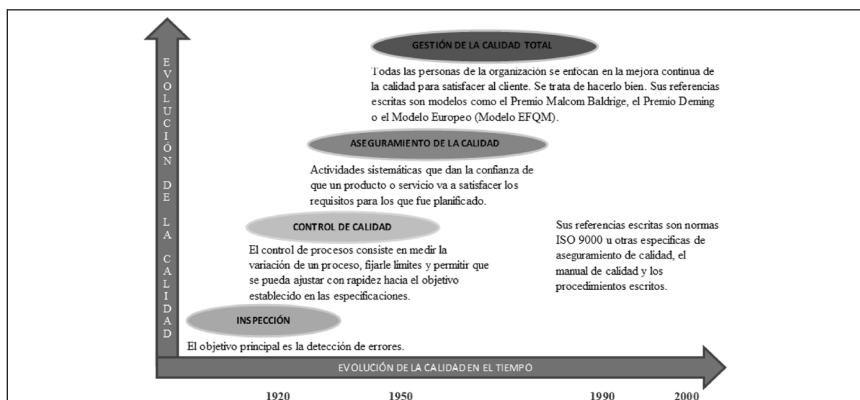 GESTIÓN DE LA CALIDAD TOTAL
Todas las personas de la organización se enfocan en la mejora continua de
la calidad para satisfacer al cliente. Se trata de hacerlo bien. Sus referencias
escritas son modelos como el Premio Malcom Baldrige, el Premio Deming
o el Modelo Europeo (Modelo EFQM).
ASEGURAMIENTO DE LA CALIDAD
Actividades sistemáticas que dan la confianza de
que un producto o servicio va a satisfacer los
requisitos para los que fue planificado.
CONTROL DE CALIDAD
El control de procesos consiste en medir la
variación de un proceso, fijarle límites y permitir que
se pueda ajustar con rapidez hacia el objetivo
establecido en las especificaciones.
Sus referencias escritas son normas
ISO 9000 u otras especificas de
aseguramiento de calidad, el
manual de calidad y los
procedimientos escritos.
INSPECCIÓN
El objetivo principal es la detección de errores.
EVOLUCIÓN DE LA CALIDAD
EVOLUCIÓN DE LA CALIDAD EN EL TIEMPO
1920 1950 1990 2000